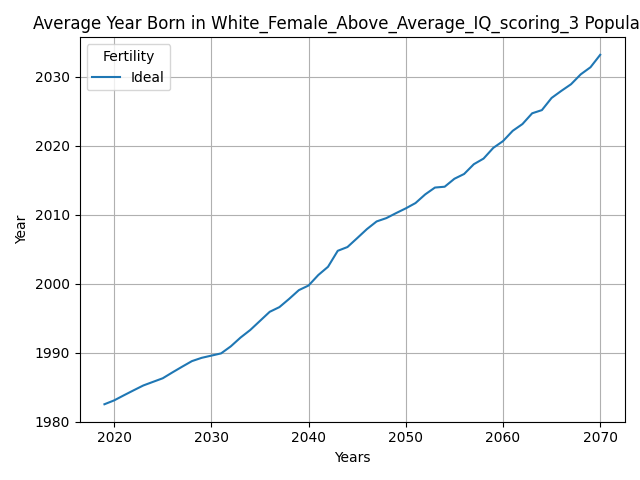 Average Year Born in White_Female_Above_Average_IQ_scoring_3 Popula
Fertility
Ideal
2030
2020
2010
2000
1990
1980
Year
2020 2030 2040 2050 2060 2070
Years